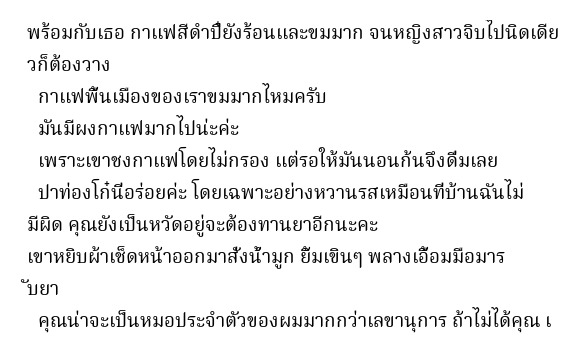 พร้อมกับเธอ กาแฟสีดำปี๋ยังร้อนและขมมาก จนหญิงสาวจิบไปนิดเดีย
วก็ต้องวาง
กาแฟพื้นเมืองของเราขมมากไหมครับ
มันมีผงกาแฟมากไปน่ะค่ะ
เพราะเขาชงกาแฟโดยไม่กรอง แต่รอให้มันนอนก้นจึงดื่มเลย
ปาท่องโก๋นี่อร่อยค่ะ โดยเฉพาะอย่างหวานรสเหมือนที่บ้านฉันไม่
มีผิด คุณยังเป็นหวัดอยู่จะต้องทานยาอีกนะคะ
เขาหยิบผ้าเช็ดหน้าออกมาสั่งน้ำมูก ยิ้มเขินๆ พลางเอื้อมมือมาร
ับยา
คุณน่าจะเป็นหมอประจำตัวของผมมากกว่าเลขานุการ ถ้าไม่ได้คุณ เ